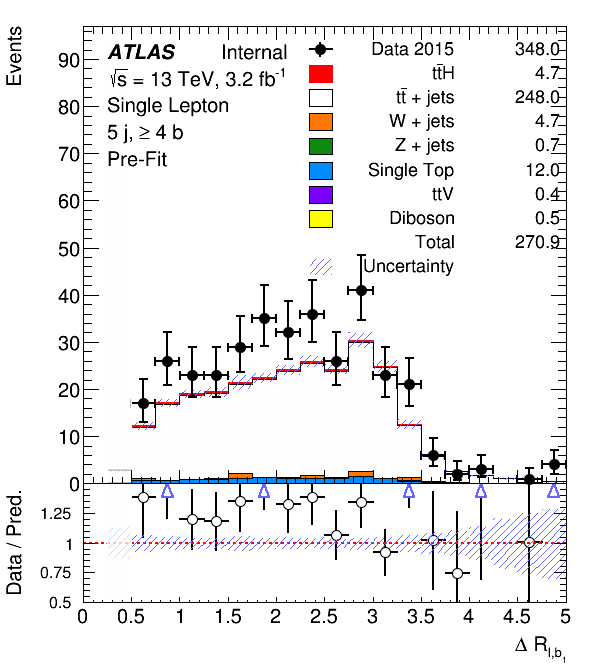 Events
90
80
70
60
50
40
30
20
10
0
ATLAS Internal
√s = 13 TeV, 3.2 fb⁻¹
Single Lepton
5 j, ≥ 4 b
Pre-Fit
Data 2015 348.0
tt̄H 4.7
tt̄ + jets 248.0
W + jets 4.7
Z + jets 0.7
Single Top 12.0
ttV 0.4
Diboson 0.5
Total 270.9
Uncertainty
Data / Pred.
1.25
1
0.75
0.5
0 0.5 1 1.5 2 2.5 3 3.5 4 4.5 5
Δ R_{l,b_1}